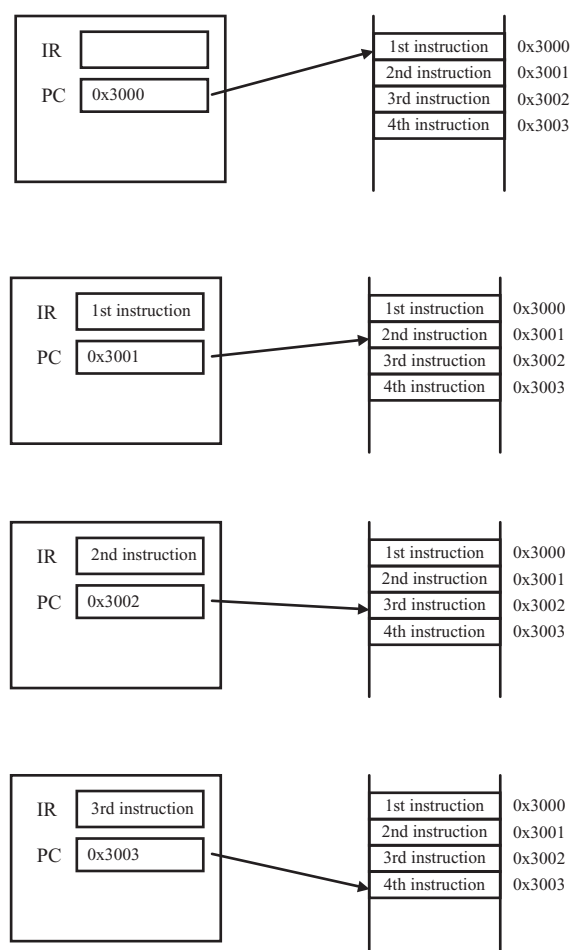 IR
PC 0x3000
1st instruction 0x3000
2nd instruction 0x3001
3rd instruction 0x3002
4th instruction 0x3003
IR 1st instruction
PC 0x3001
1st instruction 0x3000
2nd instruction 0x3001
3rd instruction 0x3002
4th instruction 0x3003
IR 2nd instruction
PC 0x3002
1st instruction 0x3000
2nd instruction 0x3001
3rd instruction 0x3002
4th instruction 0x3003
IR 3rd instruction
PC 0x3003
1st instruction 0x3000
2nd instruction 0x3001
3rd instruction 0x3002
4th instruction 0x3003